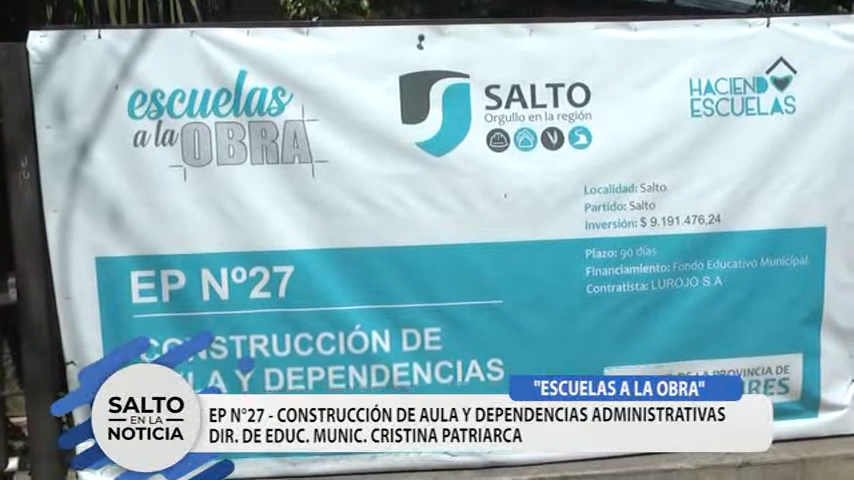 escuelas
a la OBRA
SALTO
Orgullo en la región
HACIENDO
ESCUELAS
Localidad: Salto
Partido: Salto
Inversión: $ 9.191.476,24
Plazo: 90 días
Financiamiento: Fondo Educativo Municipal.
Contratista: LUROJO S.A
EP Nº27
CONSTRUCCIÓN DE
AULA Y DEPENDENCIAS
DE LA PROVINCIA DE
"ESCUELAS A LA OBRA"
SALTO
EN LA
NOTICIA
EP N°27 - CONSTRUCCIÓN DE AULA Y DEPENDENCIAS ADMINISTRATIVAS
DIR. DE EDUC. MUNIC. CRISTINA PATRIARCA